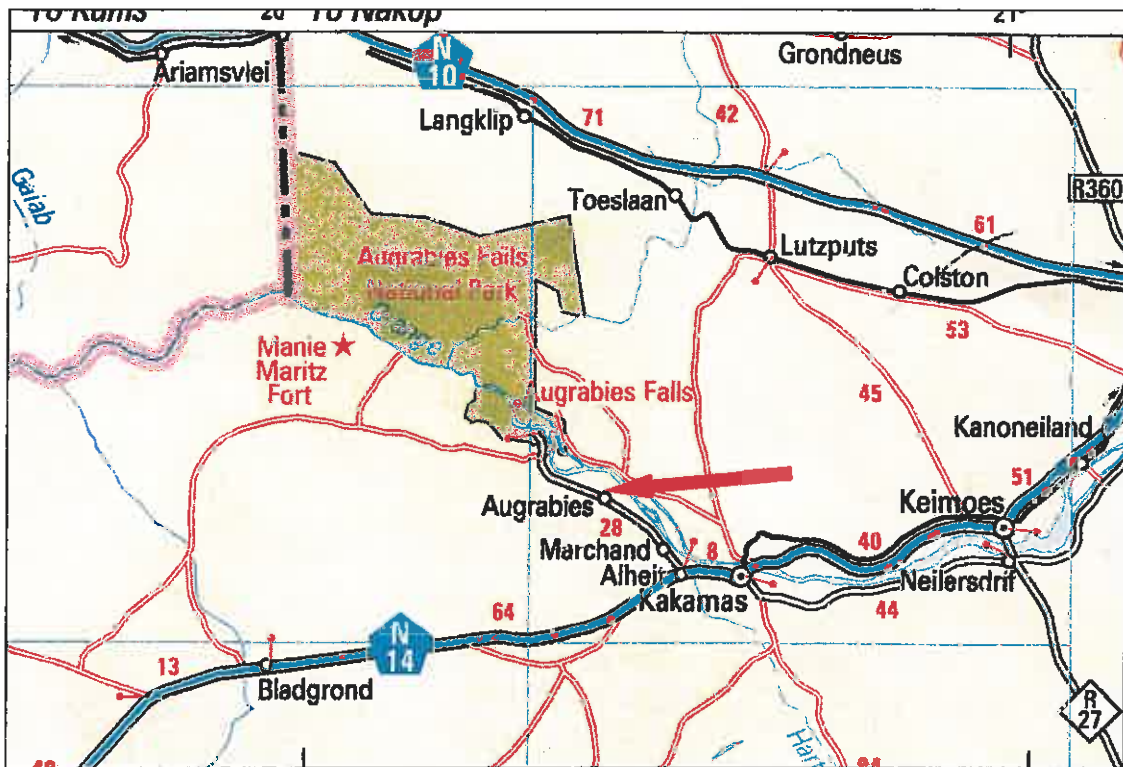 To Nakop
21°
Ariamsvlei
N
10
Grondneus
Langklip
71
42
R360
Gaiab
Toeslaan
61
Lutzputs
Colston
53
Augrabies Falls
National Park
Manie
Maritz
Fort
Augrabies Falls
45
Kanoneiland
51
Augrabies
Keimoes
28
Marchand
8
40
Alheit
Kakamas
Neilersdrif
44
64
N
14
13
Bladgrond
R
27